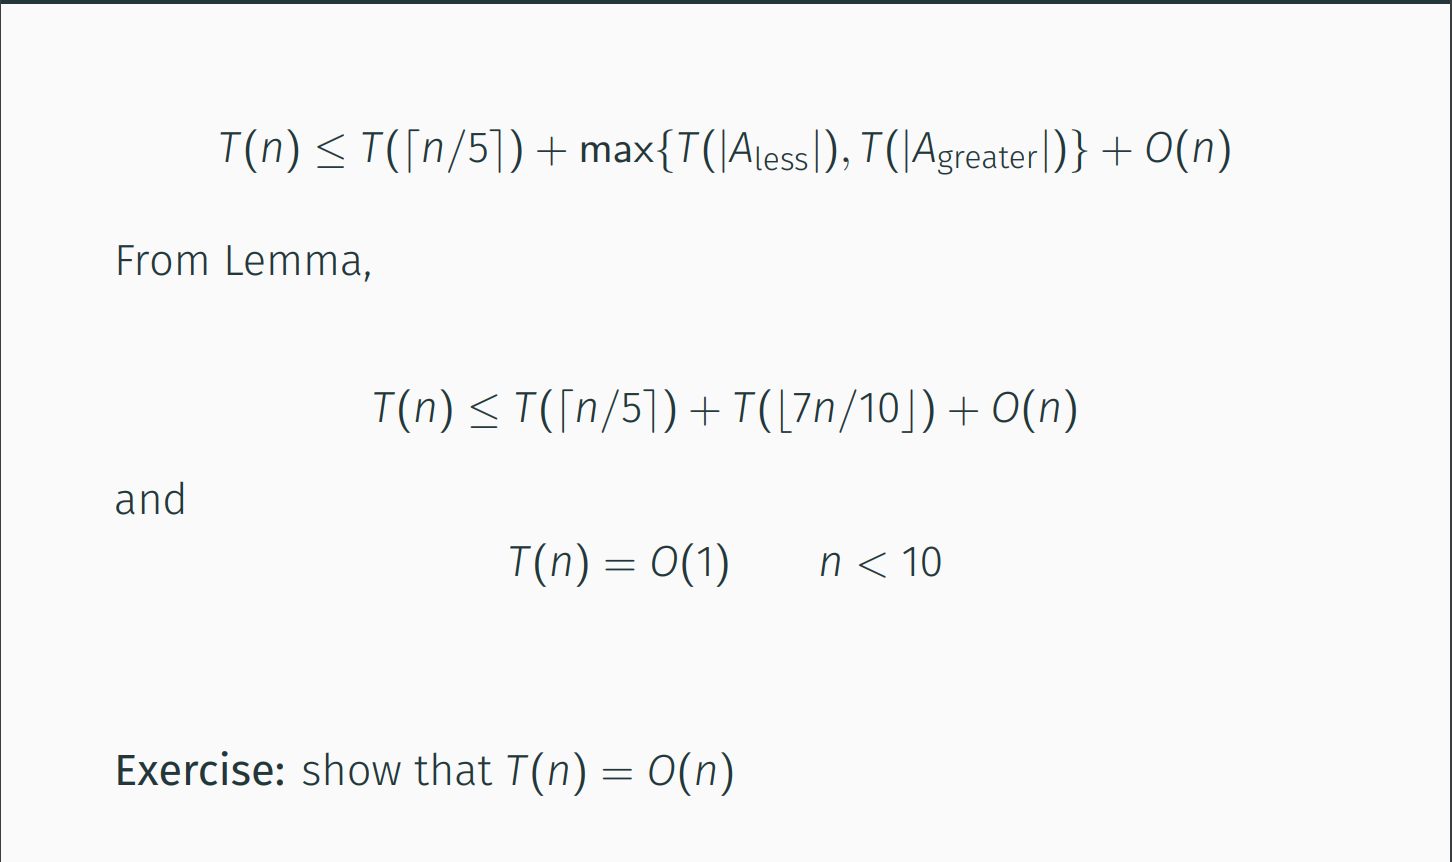 T(n) ≤ T(⌈n/5⌉) + max{T(|A_less|), T(|A_greater|)} + O(n)
From Lemma,
T(n) ≤ T(⌈n/5⌉) + T(⌊7n/10⌋) + O(n)
and
T(n) = O(1) n < 10
Exercise: show that T(n) = O(n)